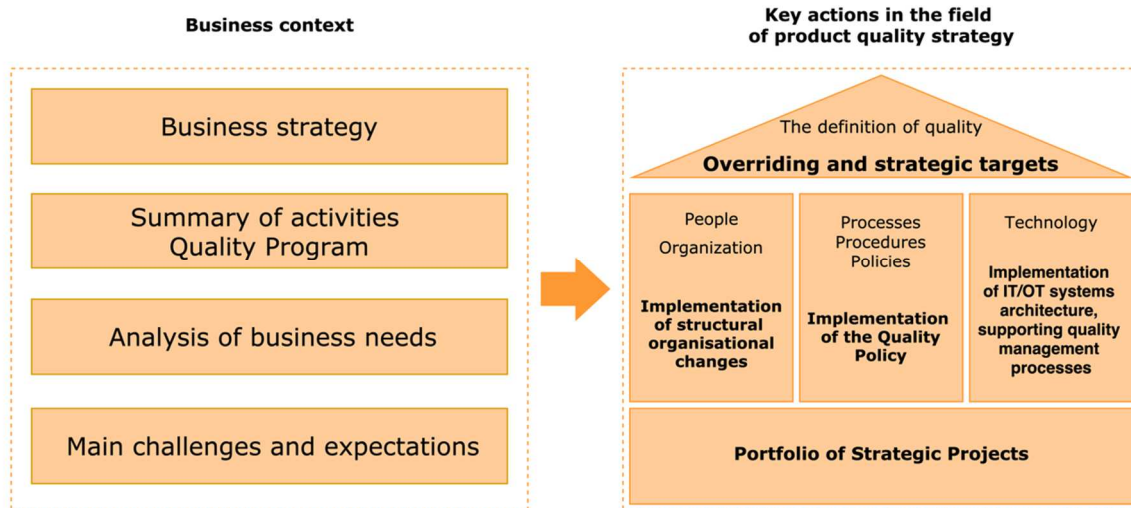 Business context
Business strategy
Summary of activities
Quality Program
Analysis of business needs
Main challenges and expectations
Key actions in the field
of product quality strategy
The definition of quality
Overriding and strategic targets
People
Organization
Implementation
of structural
organisational
changes
Processes
Procedures
Policies
Implementation
of the Quality
Policy
Technology
Implementation
of IT/OT systems
architecture,
supporting quality
management
processes
Portfolio of Strategic Projects